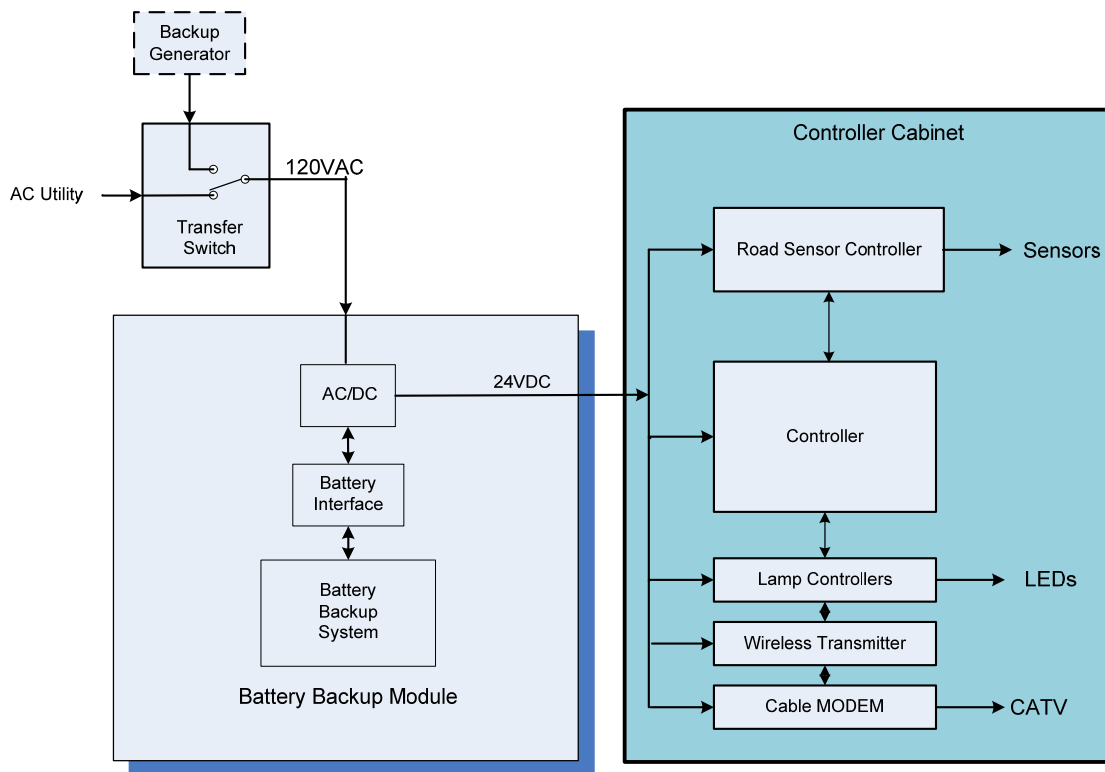 Backup
Generator
Controller Cabinet
120VAC
AC Utility
Transfer
Switch
Road Sensor Controller
Sensors
24VDC
AC/DC
Controller
Battery
Interface
Lamp Controllers
LEDs
Battery
Backup
System
Wireless Transmitter
Battery Backup Module
Cable MODEM
CATV